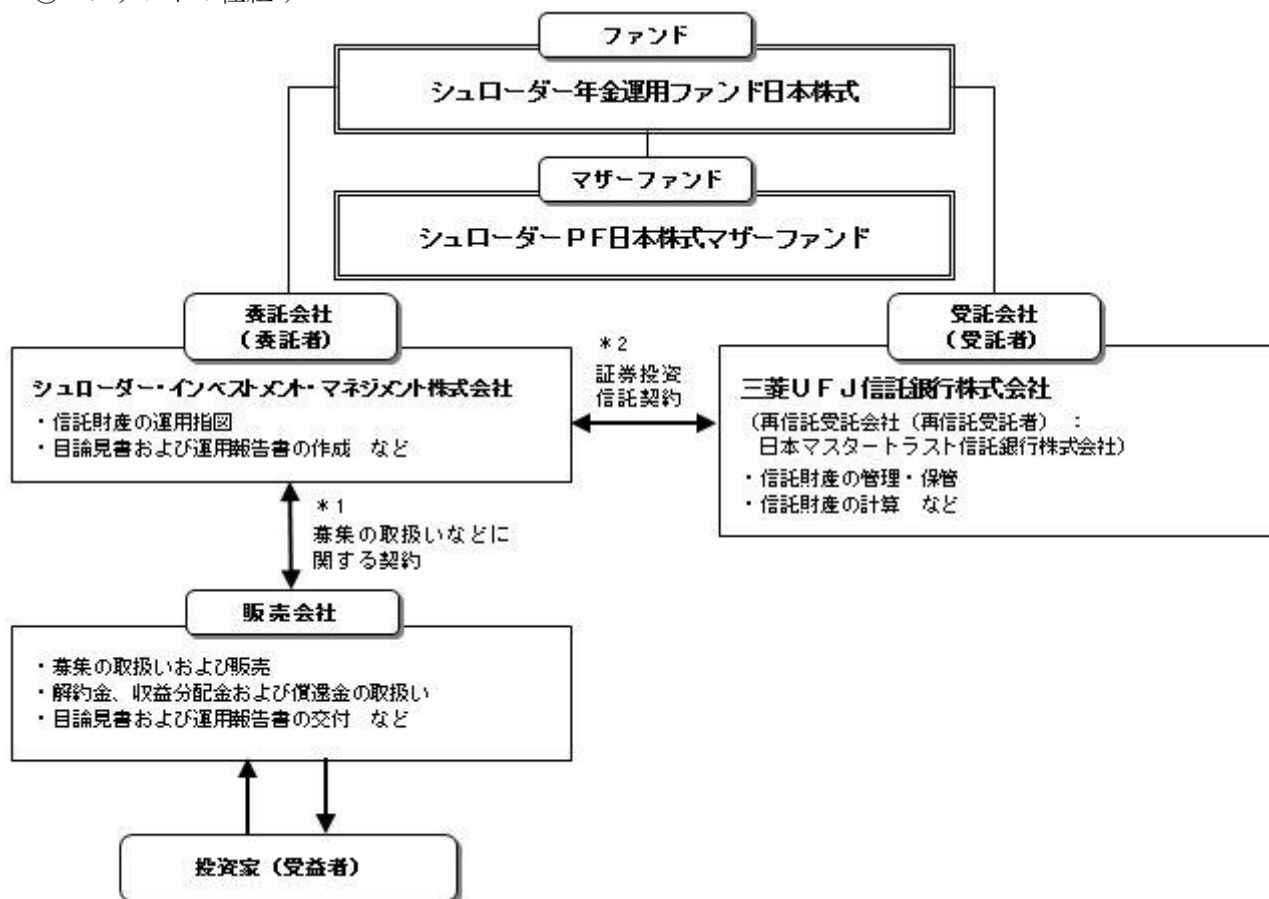 ファンド
シュローダー年金運用ファンド日本株式
マザーファンド
シュローダーPF日本株式マザーファンド
委託会社
(委託者)
シュローダー・インベストメント・マネジメント株式会社
・信託財産の運用指図
・目論見書および運用報告書の作成 など
*2
証券投資
信託契約
受託会社
(受託者)
三菱UFJ信託銀行株式会社
(再信託受託会社(再信託受託者) :
日本マスタートラスト信託銀行株式会社)
・信託財産の管理・保管
・信託財産の計算 など
*1
募集の取扱いなどに
関する契約
販売会社
・募集の取扱いおよび販売
・解約金、収益分配金および償還金の取扱い
・目論見書および運用報告書の交付 など
投資家(受益者)